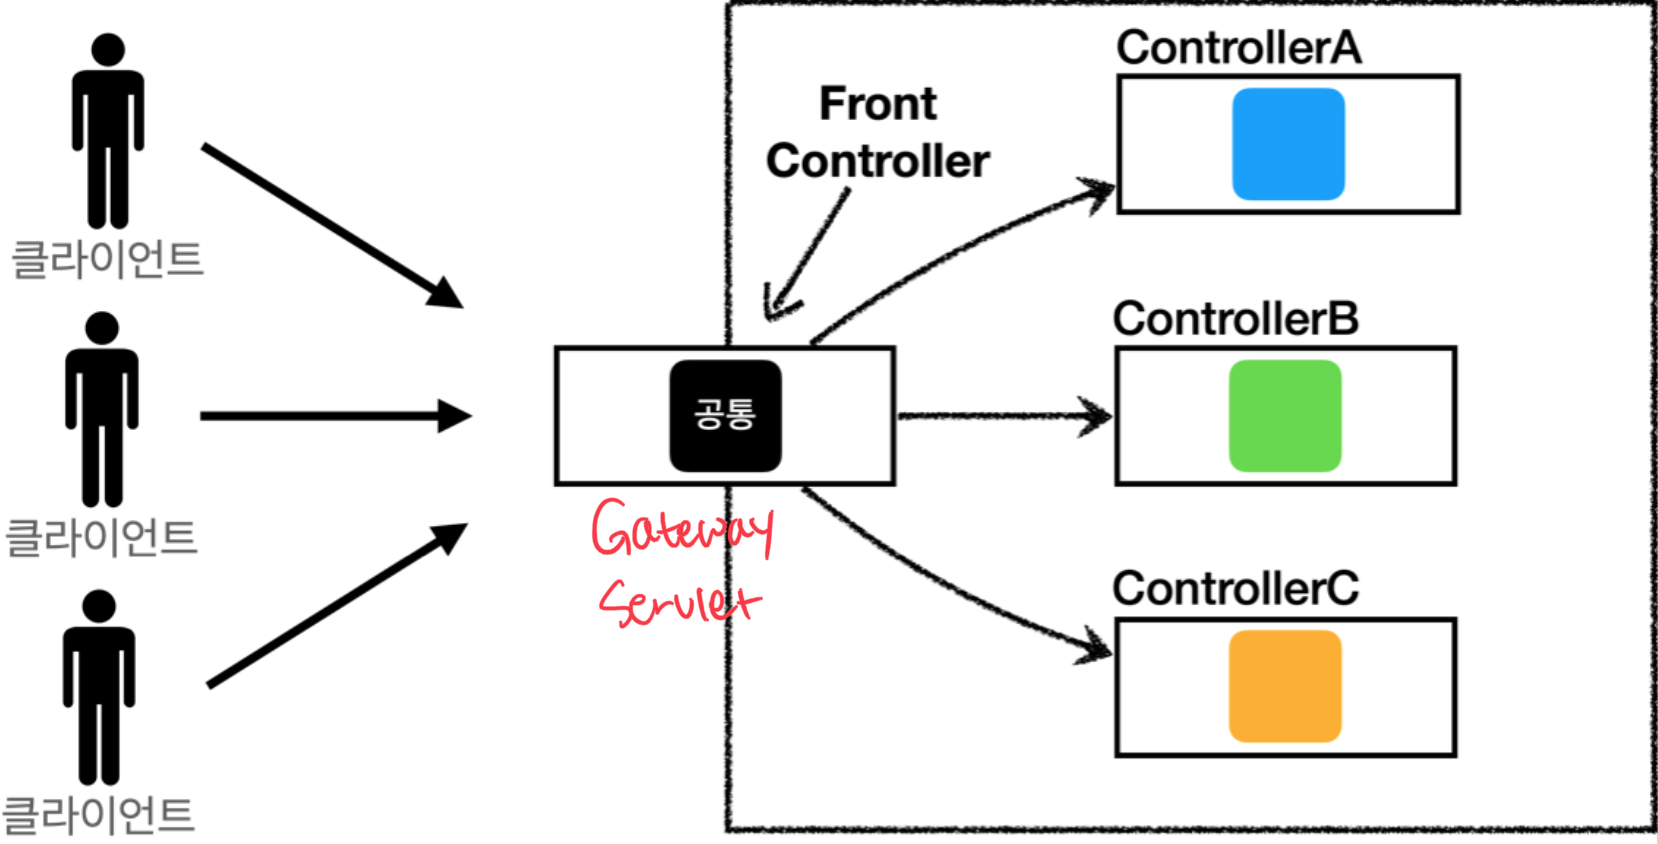 클라이언트
클라이언트
클라이언트
Front
Controller
공통
Gateway
Servlet
ControllerA
ControllerB
ControllerC